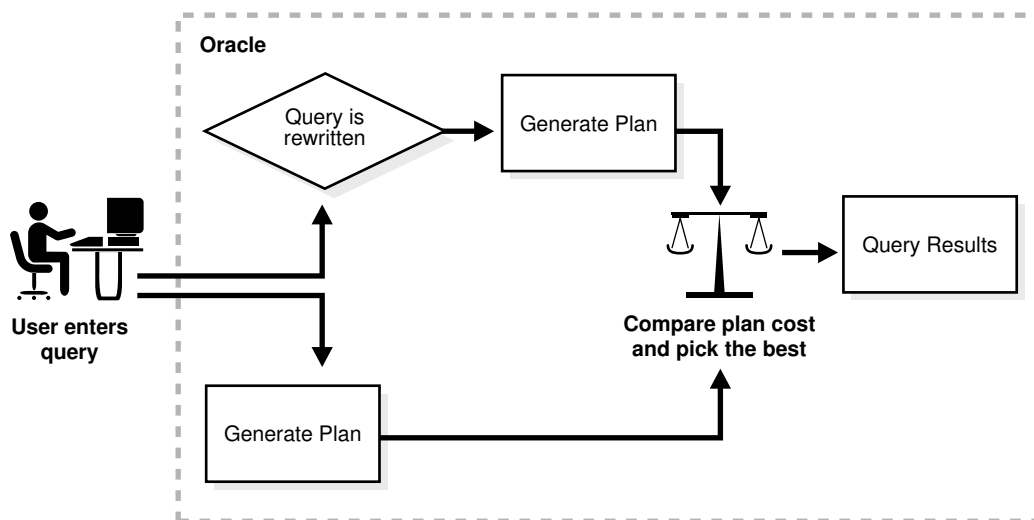 Oracle
Query is
rewritten
Generate Plan
Query Results
User enters
query
Compare plan cost
and pick the best
Generate Plan